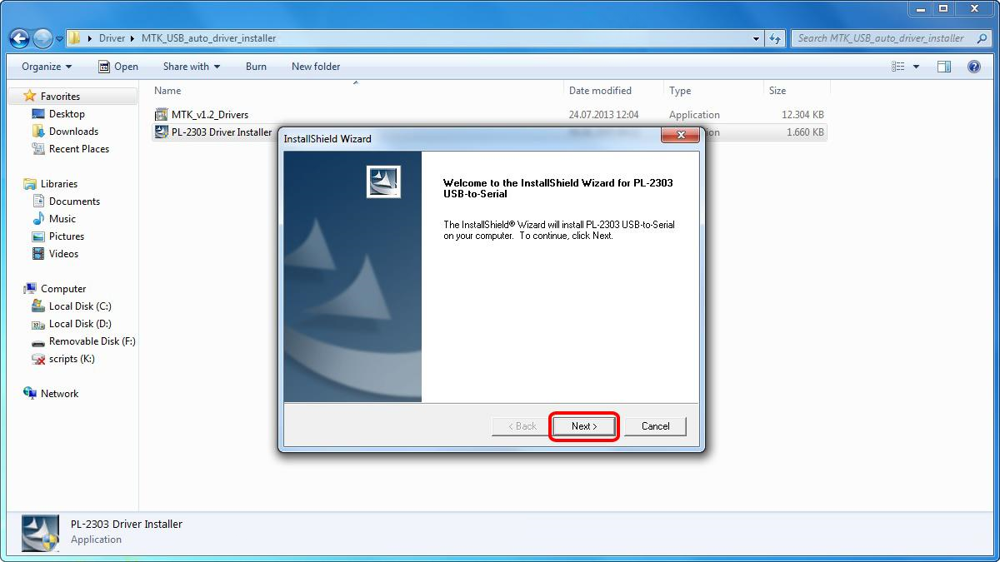 Driver MTK_USB_auto_driver_installer
Search MTK_USB_auto_driver_installer
Organize Open Share with Burn New folder
Favorites
Desktop
Downloads
Recent Places
Libraries
Documents
Music
Pictures
Videos
Computer
Local Disk (C:)
Local Disk (D:)
Removable Disk (F:)
scripts (K:)
Network
Name Date modified Type Size
MTK_v1.2_Drivers 24.07.2013 12:04 Application 12.304 KB
PL-2303 Driver Installer 1.660 KB
InstallShield Wizard
Welcome to the InstallShield Wizard for PL-2303
USB-to-Serial
The InstallShield® Wizard will install PL-2303 USB-to-Serial
on your computer. To continue, click Next.
< Back Next > Cancel
PL-2303 Driver Installer
Application